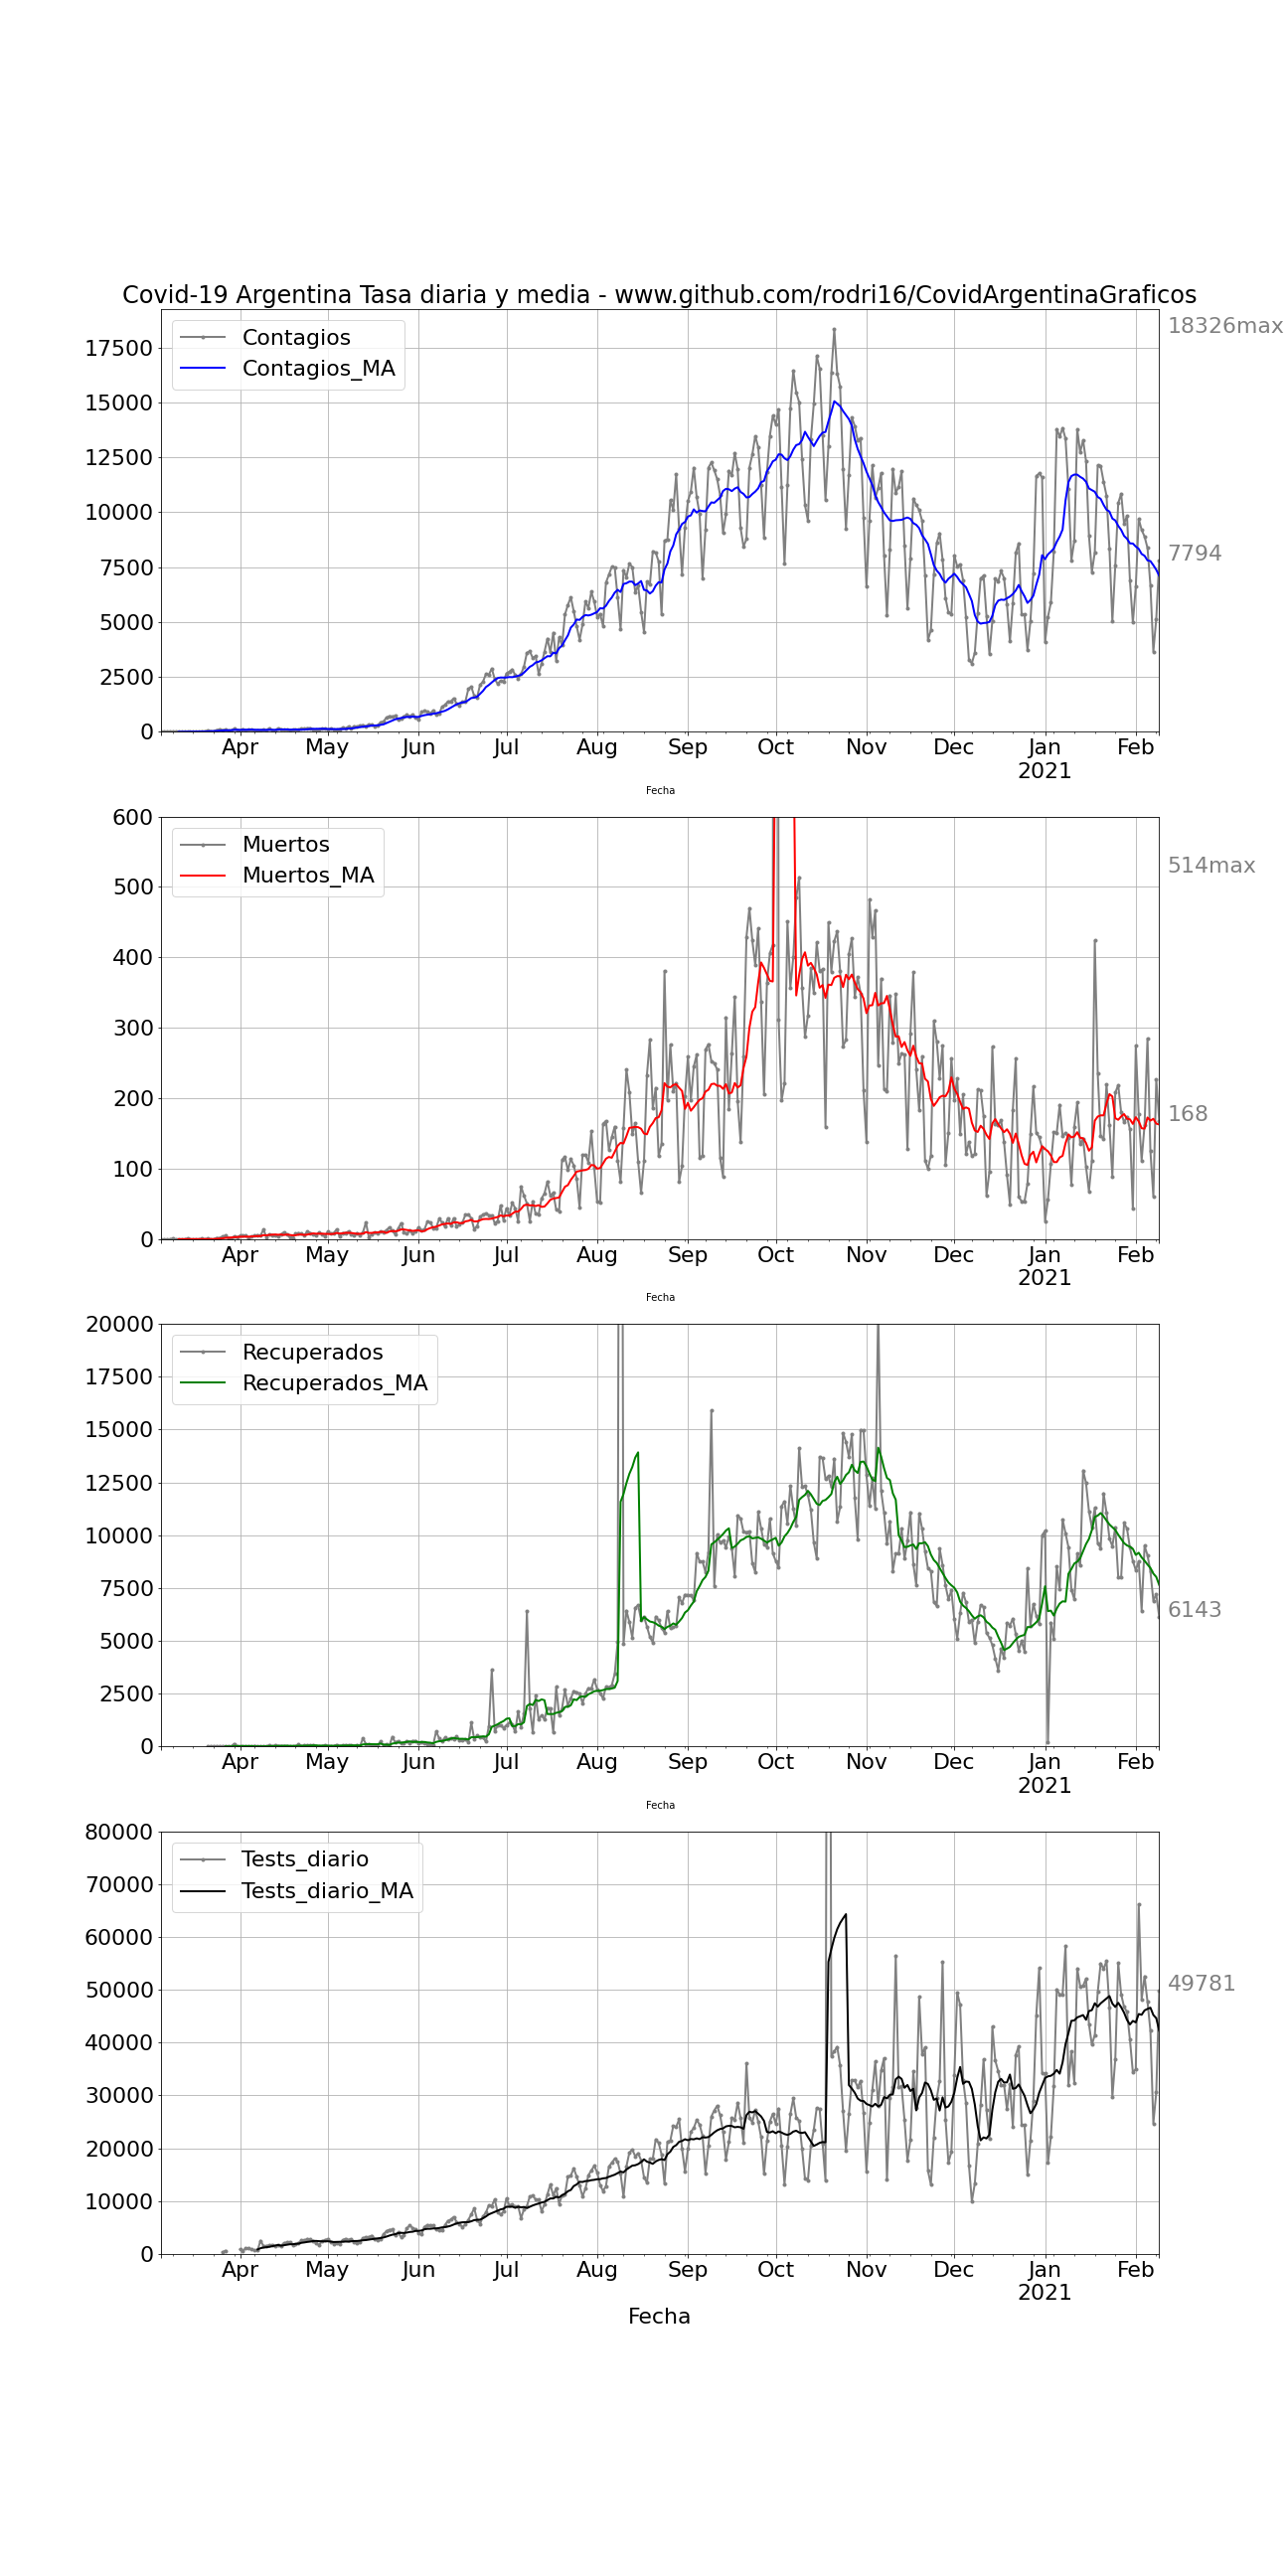 Covid-19 Argentina Tasa diaria y media - www.github.com/rodri16/CovidArgentinaGraficos
18326max
Contagios
Contagios_MA
17500
15000
12500
10000
7500
7794
5000
2500
0
Apr May Jun Jul Aug Sep Oct Nov Dec Jan Feb
2021
Fecha
600
Muertos
Muertos_MA
514max
500
400
300
200
168
100
0
Apr May Jun Jul Aug Sep Oct Nov Dec Jan Feb
2021
Fecha
20000
Recuperados
Recuperados_MA
17500
15000
12500
10000
7500
6143
5000
2500
0
Apr May Jun Jul Aug Sep Oct Nov Dec Jan Feb
2021
Fecha
80000
Tests_diario
Tests_diario_MA
70000
60000
50000
49781
40000
30000
20000
10000
0
Apr May Jun Jul Aug Sep Oct Nov Dec Jan Feb
2021
Fecha